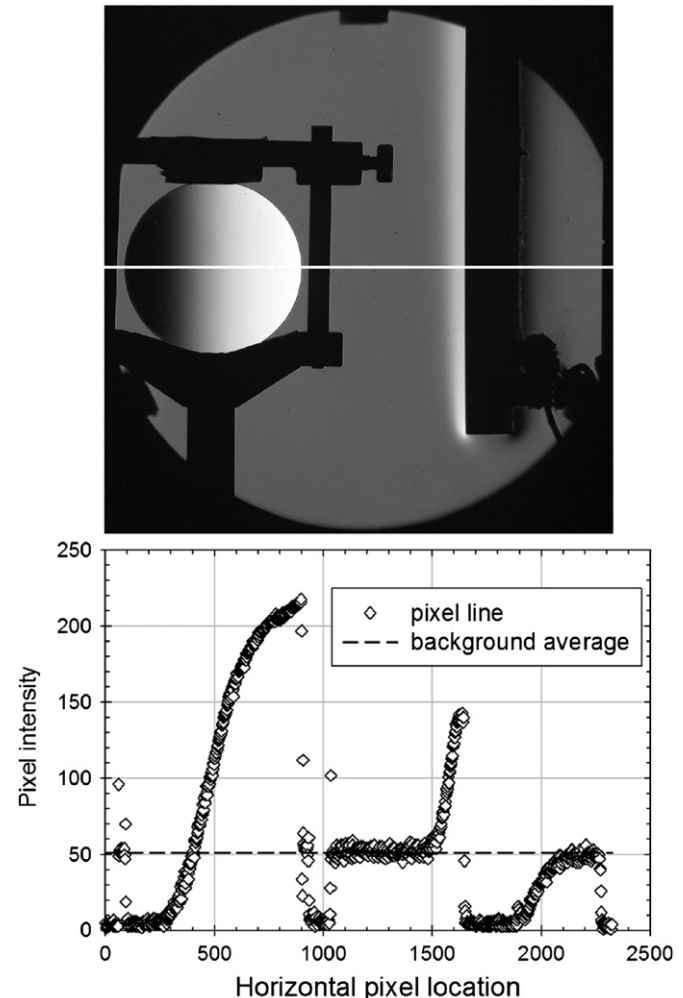 250
200
150
100
50
0
Pixel intensity
pixel line
background average
0 500 1000 1500 2000 2500
Horizontal pixel location